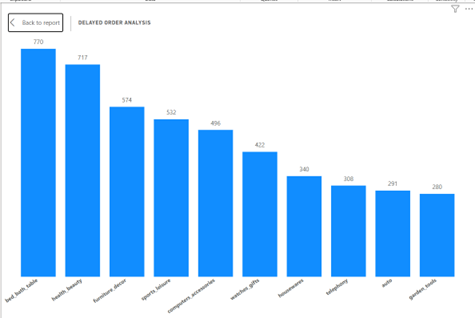 Back to report
DELAYED ORDER ANALYSIS
770
717
574
532
496
422
340
308
291
280
bed_bath_table
health_beauty
furniture_decor
sports_leisure
computers_accessories
watches_gifts
housewares
telephony
auto
garden_tools